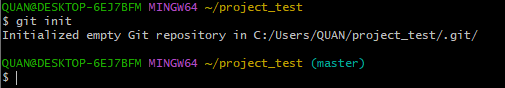 QUAN@DESKTOP-6EJ7BFM MINGW64 ~/project_test
$ git init
Initialized empty Git repository in C:/Users/QUAN/project_test/.git/
QUAN@DESKTOP-6EJ7BFM MINGW64 ~/project_test (master)
$